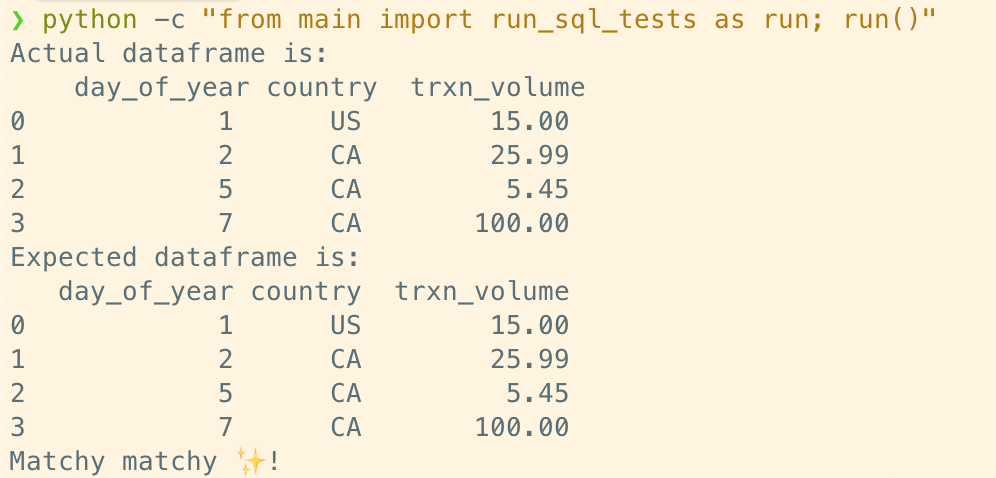 ❯ python -c "from main import run_sql_tests as run; run()"
Actual dataframe is:
    day_of_year country  trxn_volume
0             1      US        15.00
1             2      CA        25.99
2             5      CA         5.45
3             7      CA       100.00
Expected dataframe is:
   day_of_year country  trxn_volume
0             1      US        15.00
1             2      CA        25.99
2             5      CA         5.45
3             7      CA       100.00
Matchy matchy ✨!